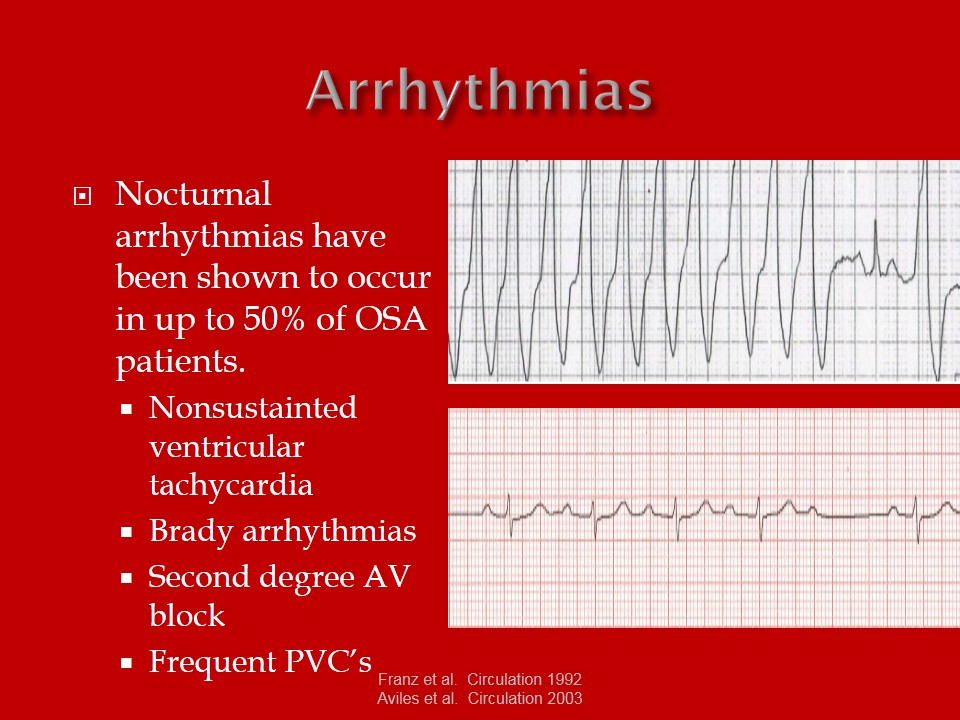 Arrhythmias
Nocturnal
arrhythmias have
been shown to occur
in up to 50% of OSA
patients.
Nonsustainted
ventricular
tachycardia
Brady arrhythmias
Second degree AV
block
Frequent PVC’s
Franz et al.  Circulation 1992
Aviles et al.  Circulation 2003